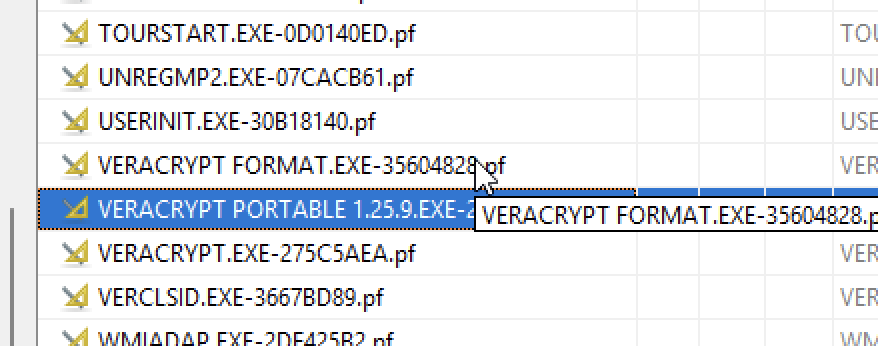 TOURSTART.EXE-0D0140ED.pf TOU
UNREGMP2.EXE-07CACB61.pf UNI
USERINIT.EXE-30B18140.pf USE
VERACRYPT FORMAT.EXE-35604828.pf VER
VERACRYPT PORTABLE 1.25.9.EXE-2
VERACRYPT FORMAT.EXE-35604828.p
VERACRYPT.EXE-275C5AEA.pf VER
VERCLSID.EXE-3667BD89.pf VER
WMIADAP.EXE-2DF425B2.pf WM